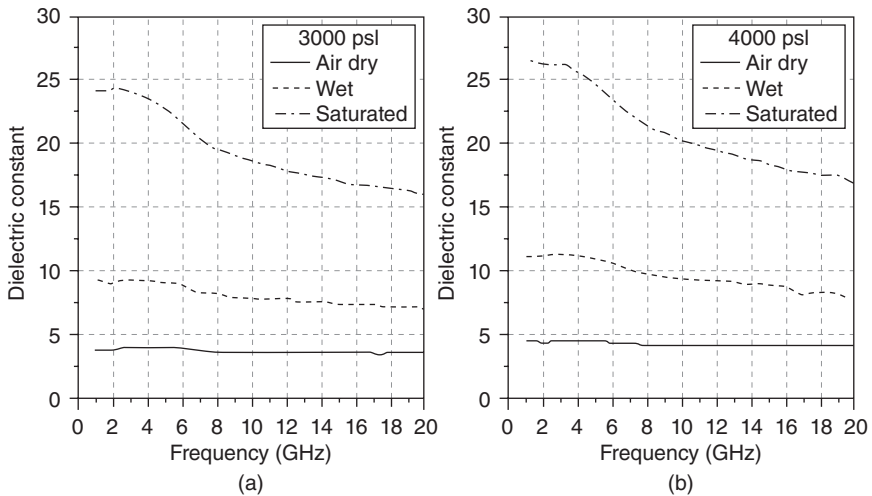 30
25
20
15
10
5
0
Dielectric constant
3000 psl
Air dry
Wet
Saturated
0 2 4 6 8 10 12 14 16 18 20
Frequency (GHz)
(a)
30
25
20
15
10
5
0
Dielectric constant
4000 psl
Air dry
Wet
Saturated
0 2 4 6 8 10 12 14 16 18 20
Frequency (GHz)
(b)